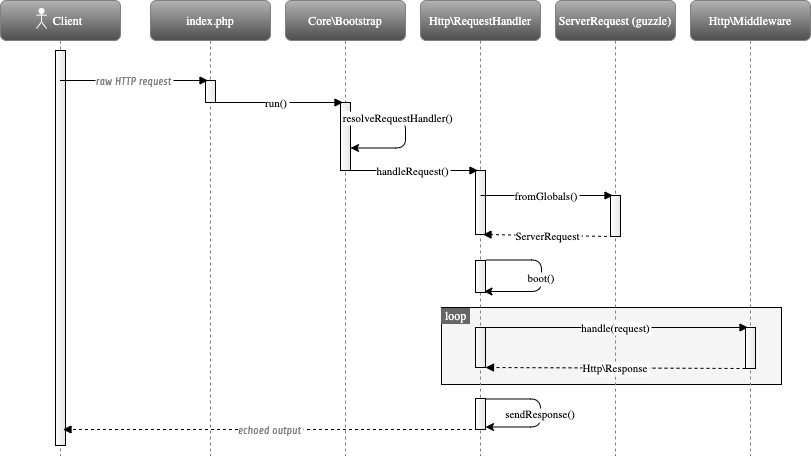 Client
index.php
Core\Bootstrap
Http\RequestHandler
ServerRequest (guzzle)
Http\Middleware
raw HTTP request
run()
resolveRequestHandler()
handleRequest()
fromGlobals()
ServerRequest
boot()
loop
handle(request)
Http\Response
sendResponse()
echoed output